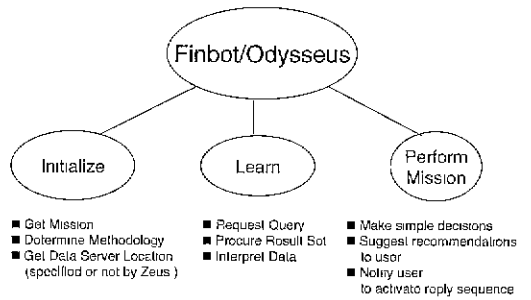 Finbot/Odysseus
Initialize
Learn
Perform
Mission
■ Get Mission
■ Determine Methodology
■ Get Data Server Location
(specified or not by Zeus )
■ Request Query
■ Procure Result Set
■ Interpret Data
■ Make simple decisions
■ Suggest recommendations
to user
■ Notify user
to activate reply sequence